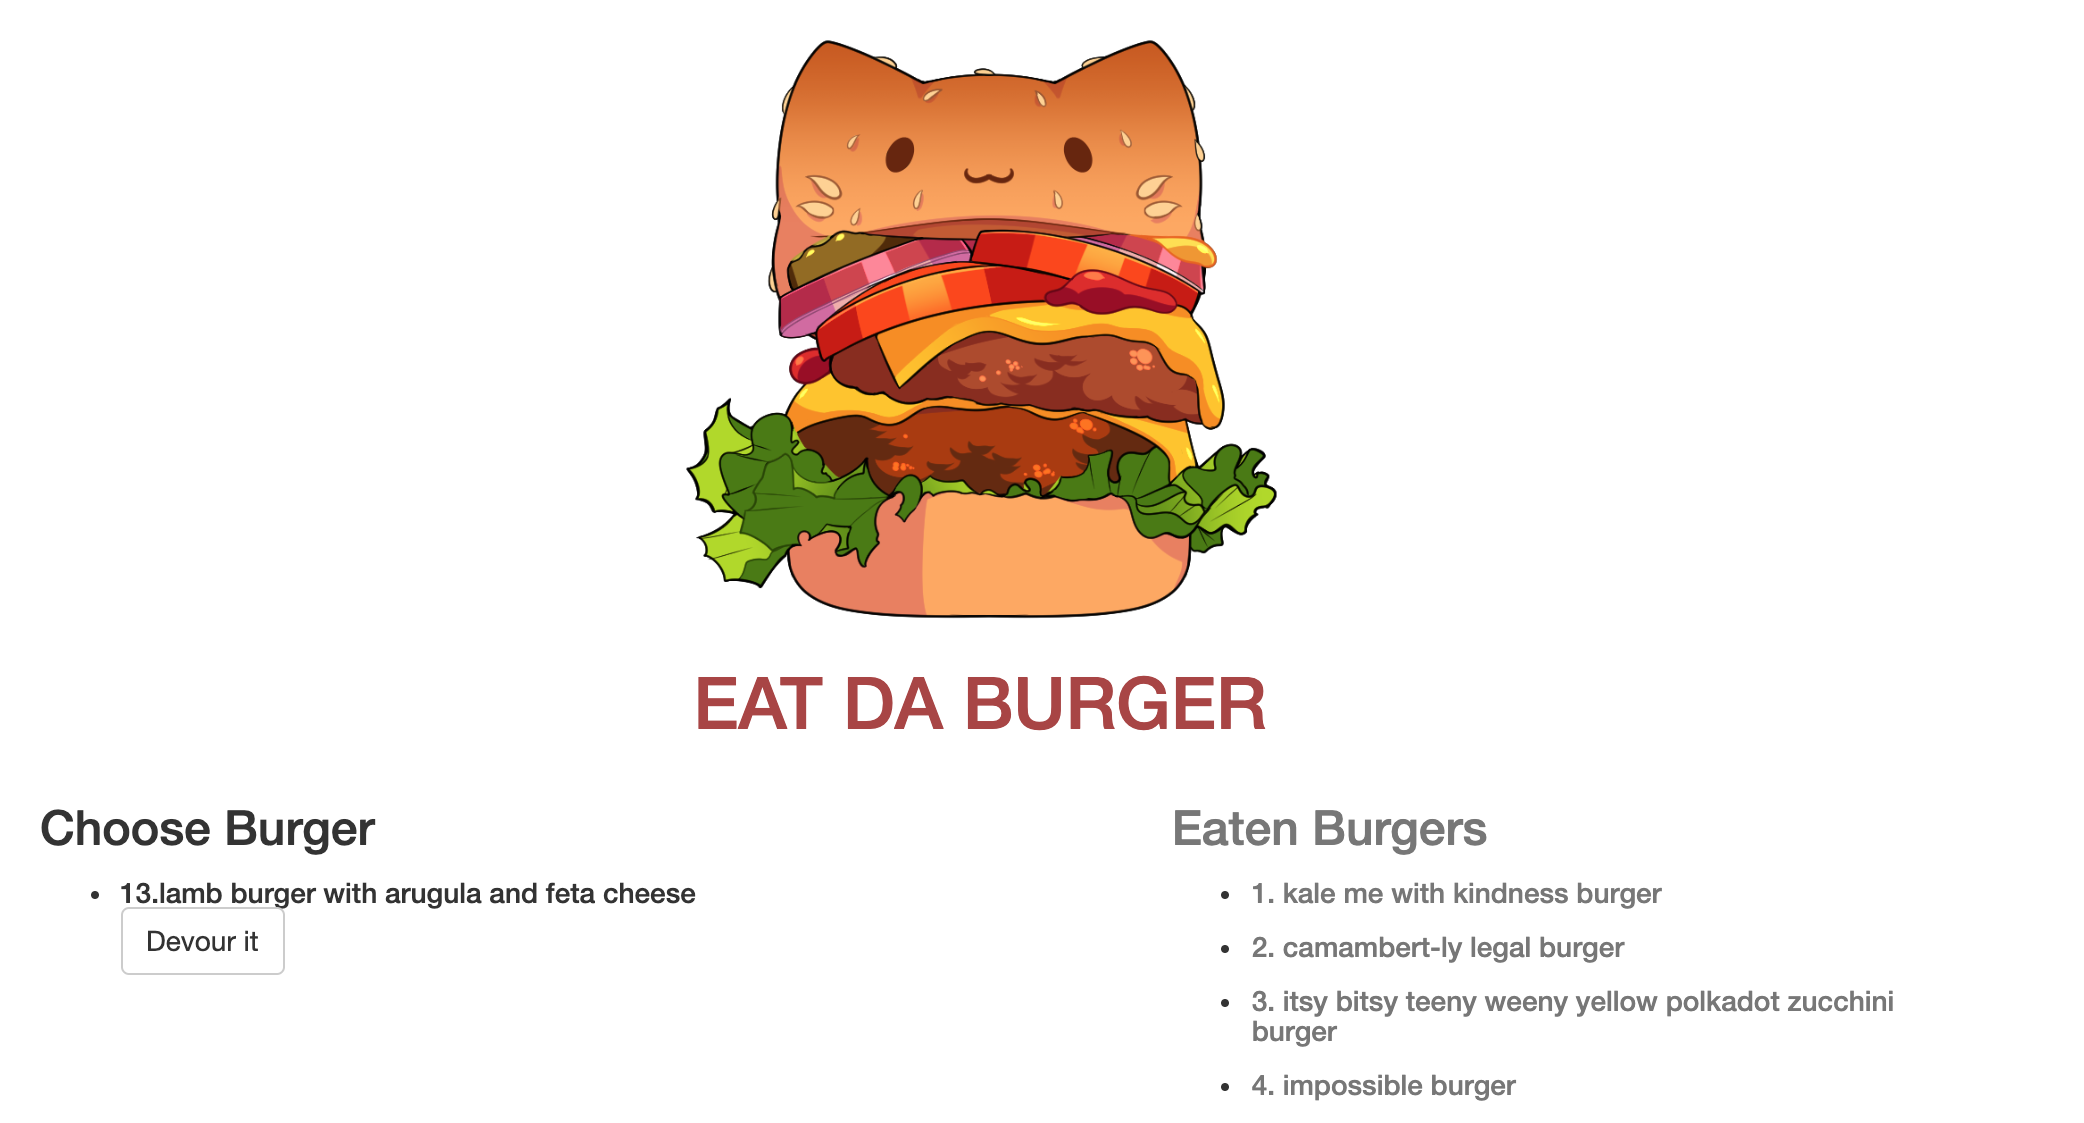 EAT DA BURGER
Choose Burger
13.lamb burger with arugula and feta cheese
Devour it
Eaten Burgers
1. kale me with kindness burger
2. camambert-ly legal burger
3. itsy bitsy teeny weeny yellow polkadot zucchini
burger
4. impossible burger